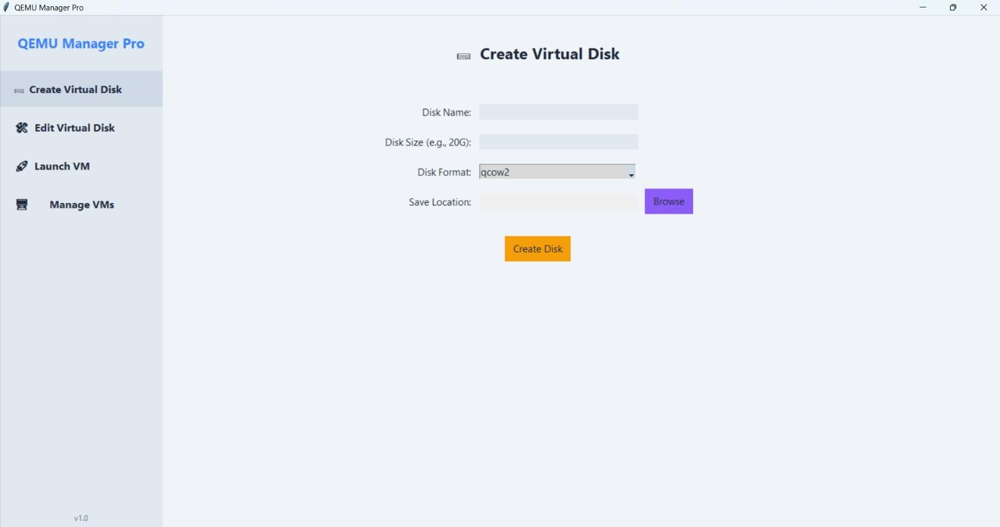 QEMU Manager Pro
QEMU Manager Pro
Create Virtual Disk
Edit Virtual Disk
Launch VM
Manage VMs
v1.0
Create Virtual Disk
Disk Name:
Disk Size (e.g., 20G):
Disk Format: qcow2
Save Location: Browse
Create Disk